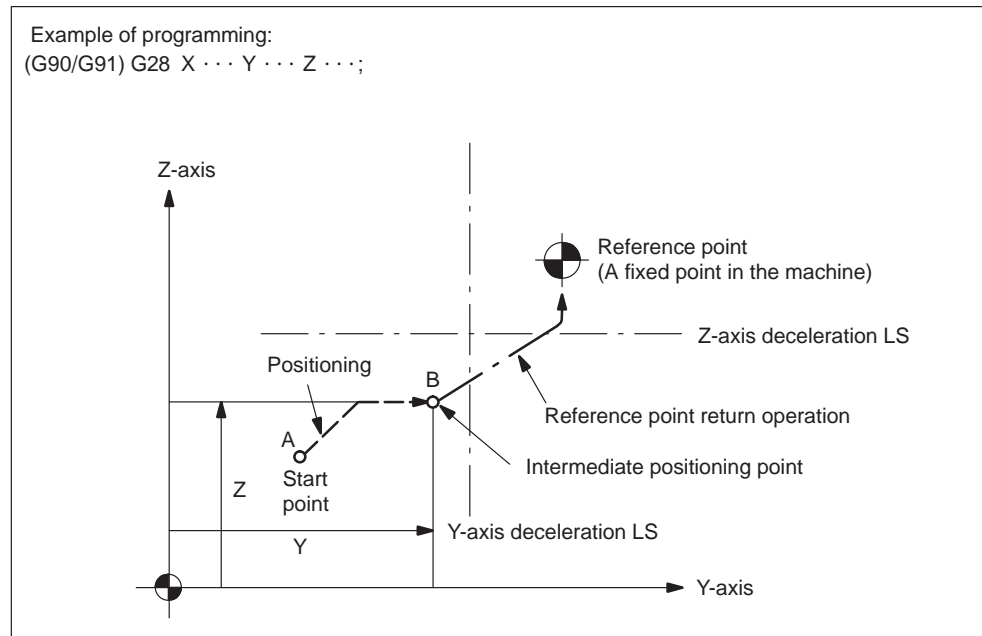 Example of programming:
(G90/G91) G28 X · · · Y · · · Z · · · ;
Z-axis
Reference point
(A fixed point in the machine)
Z-axis deceleration LS
Positioning
B
Reference point return operation
A
Intermediate positioning point
Start
point
Z
Y-axis deceleration LS
Y
Y-axis